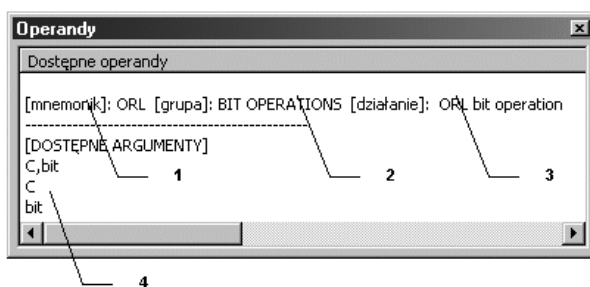 Operandy
Dostępne operandy
[mnemonik]: ORL [grupa]: BIT OPERATIONS [działanie]: ORL bit operation
--------------------------------------------------------
[DOSTĘPNE ARGUMENTY]
C,bit
1 2 3
C
bit
4